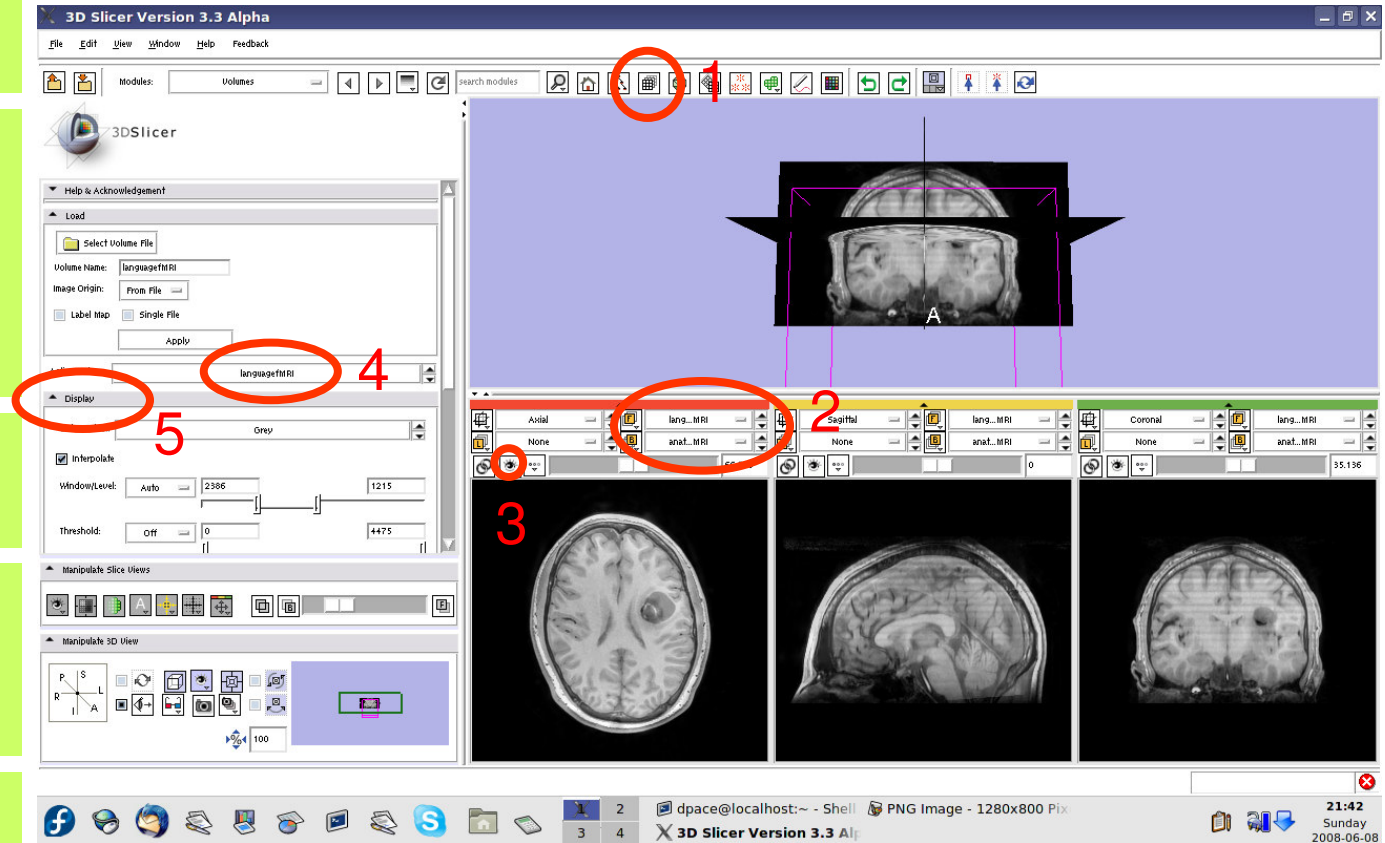 3D Slicer Version 3.3 Alpha
File Edit View Window Help Feedback
Modules: Volumes search modules
1
3DSlicer
Help & Acknowledgement
Load
Select Volume File
Volume Name: languagefMRI
Image Origin: From File
Label Map Single File
Apply
languagefMRI
4
Display
5
Grey
Interpolate
Window/Level: Auto 2386 1215
Threshold: Off 0 4475
Manipulate Slice Views
A
F
B
Manipulate 3D View
P S
R L
I A
100
A
2
Axial F lang...MRI
L None B anat...MRI
3
Sagittal F lang...MRI
L None B anat...MRI
0
Coronal F lang...MRI
L None B anat...MRI
35.136
1 2
3 4
dpace@localhost:~ - Shell
PNG Image - 1280x800 Pix
3D Slicer Version 3.3 Alp
21:42
Sunday
2008-06-08